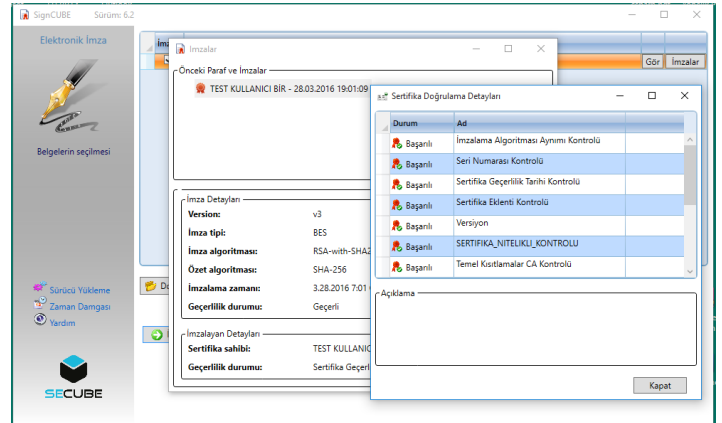 SignCUBE Sürüm: 6.2
Elektronik İmza
Belgelerin seçilmesi
Sürücü Yükleme
Zaman Damgası
Yardım
SECUBE
Gör İmzalar
İmzalar
Önceki Paraf ve İmzalar
TEST KULLANICI BİR - 28.03.2016 19:01:09
İmza Detayları
Version: v3
İmza tipi: BES
İmza algoritması:
Özet algoritması: SHA-256
İmzalama zamanı: 3.28.2016 7:01
Geçerlilik durumu: Geçerli
İmzalayan Detayları
Sertifika sahibi: TEST
Geçerlilik durumu: Sertifika
Sertifika Doğrulama Detayları
Durum Ad
Başarılı İmzalama Algoritması Aynımı Kontrolü
Başarılı Seri Numarası Kontrolü
Başarılı Sertifika Geçerlilik Tarihi Kontrolü
Başarılı Sertifika Eklenti Kontrolü
Başarılı Versiyon
Başarılı SERTIFIKA_NITELIKLI_KONTROLU
Başarılı Temel Kısıtlamalar CA Kontrolü
Açıklama
Kapat